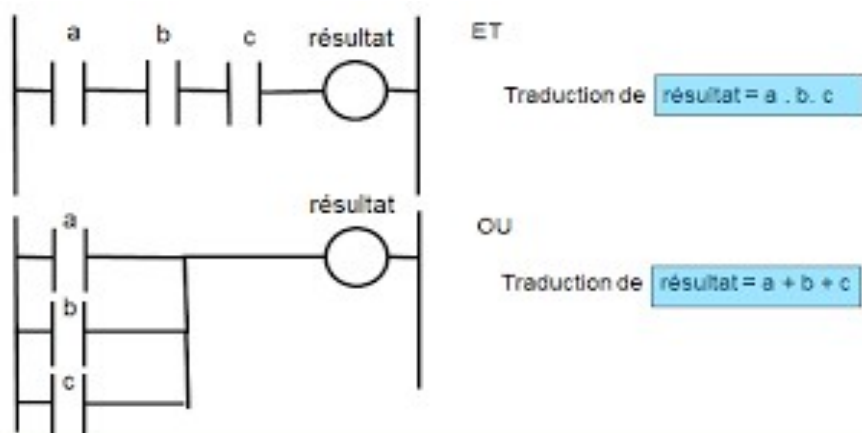 a b c résultat
ET
Traduction de résultat = a . b. c
résultat
a
OU
Traduction de résultat = a + b + c
b
c